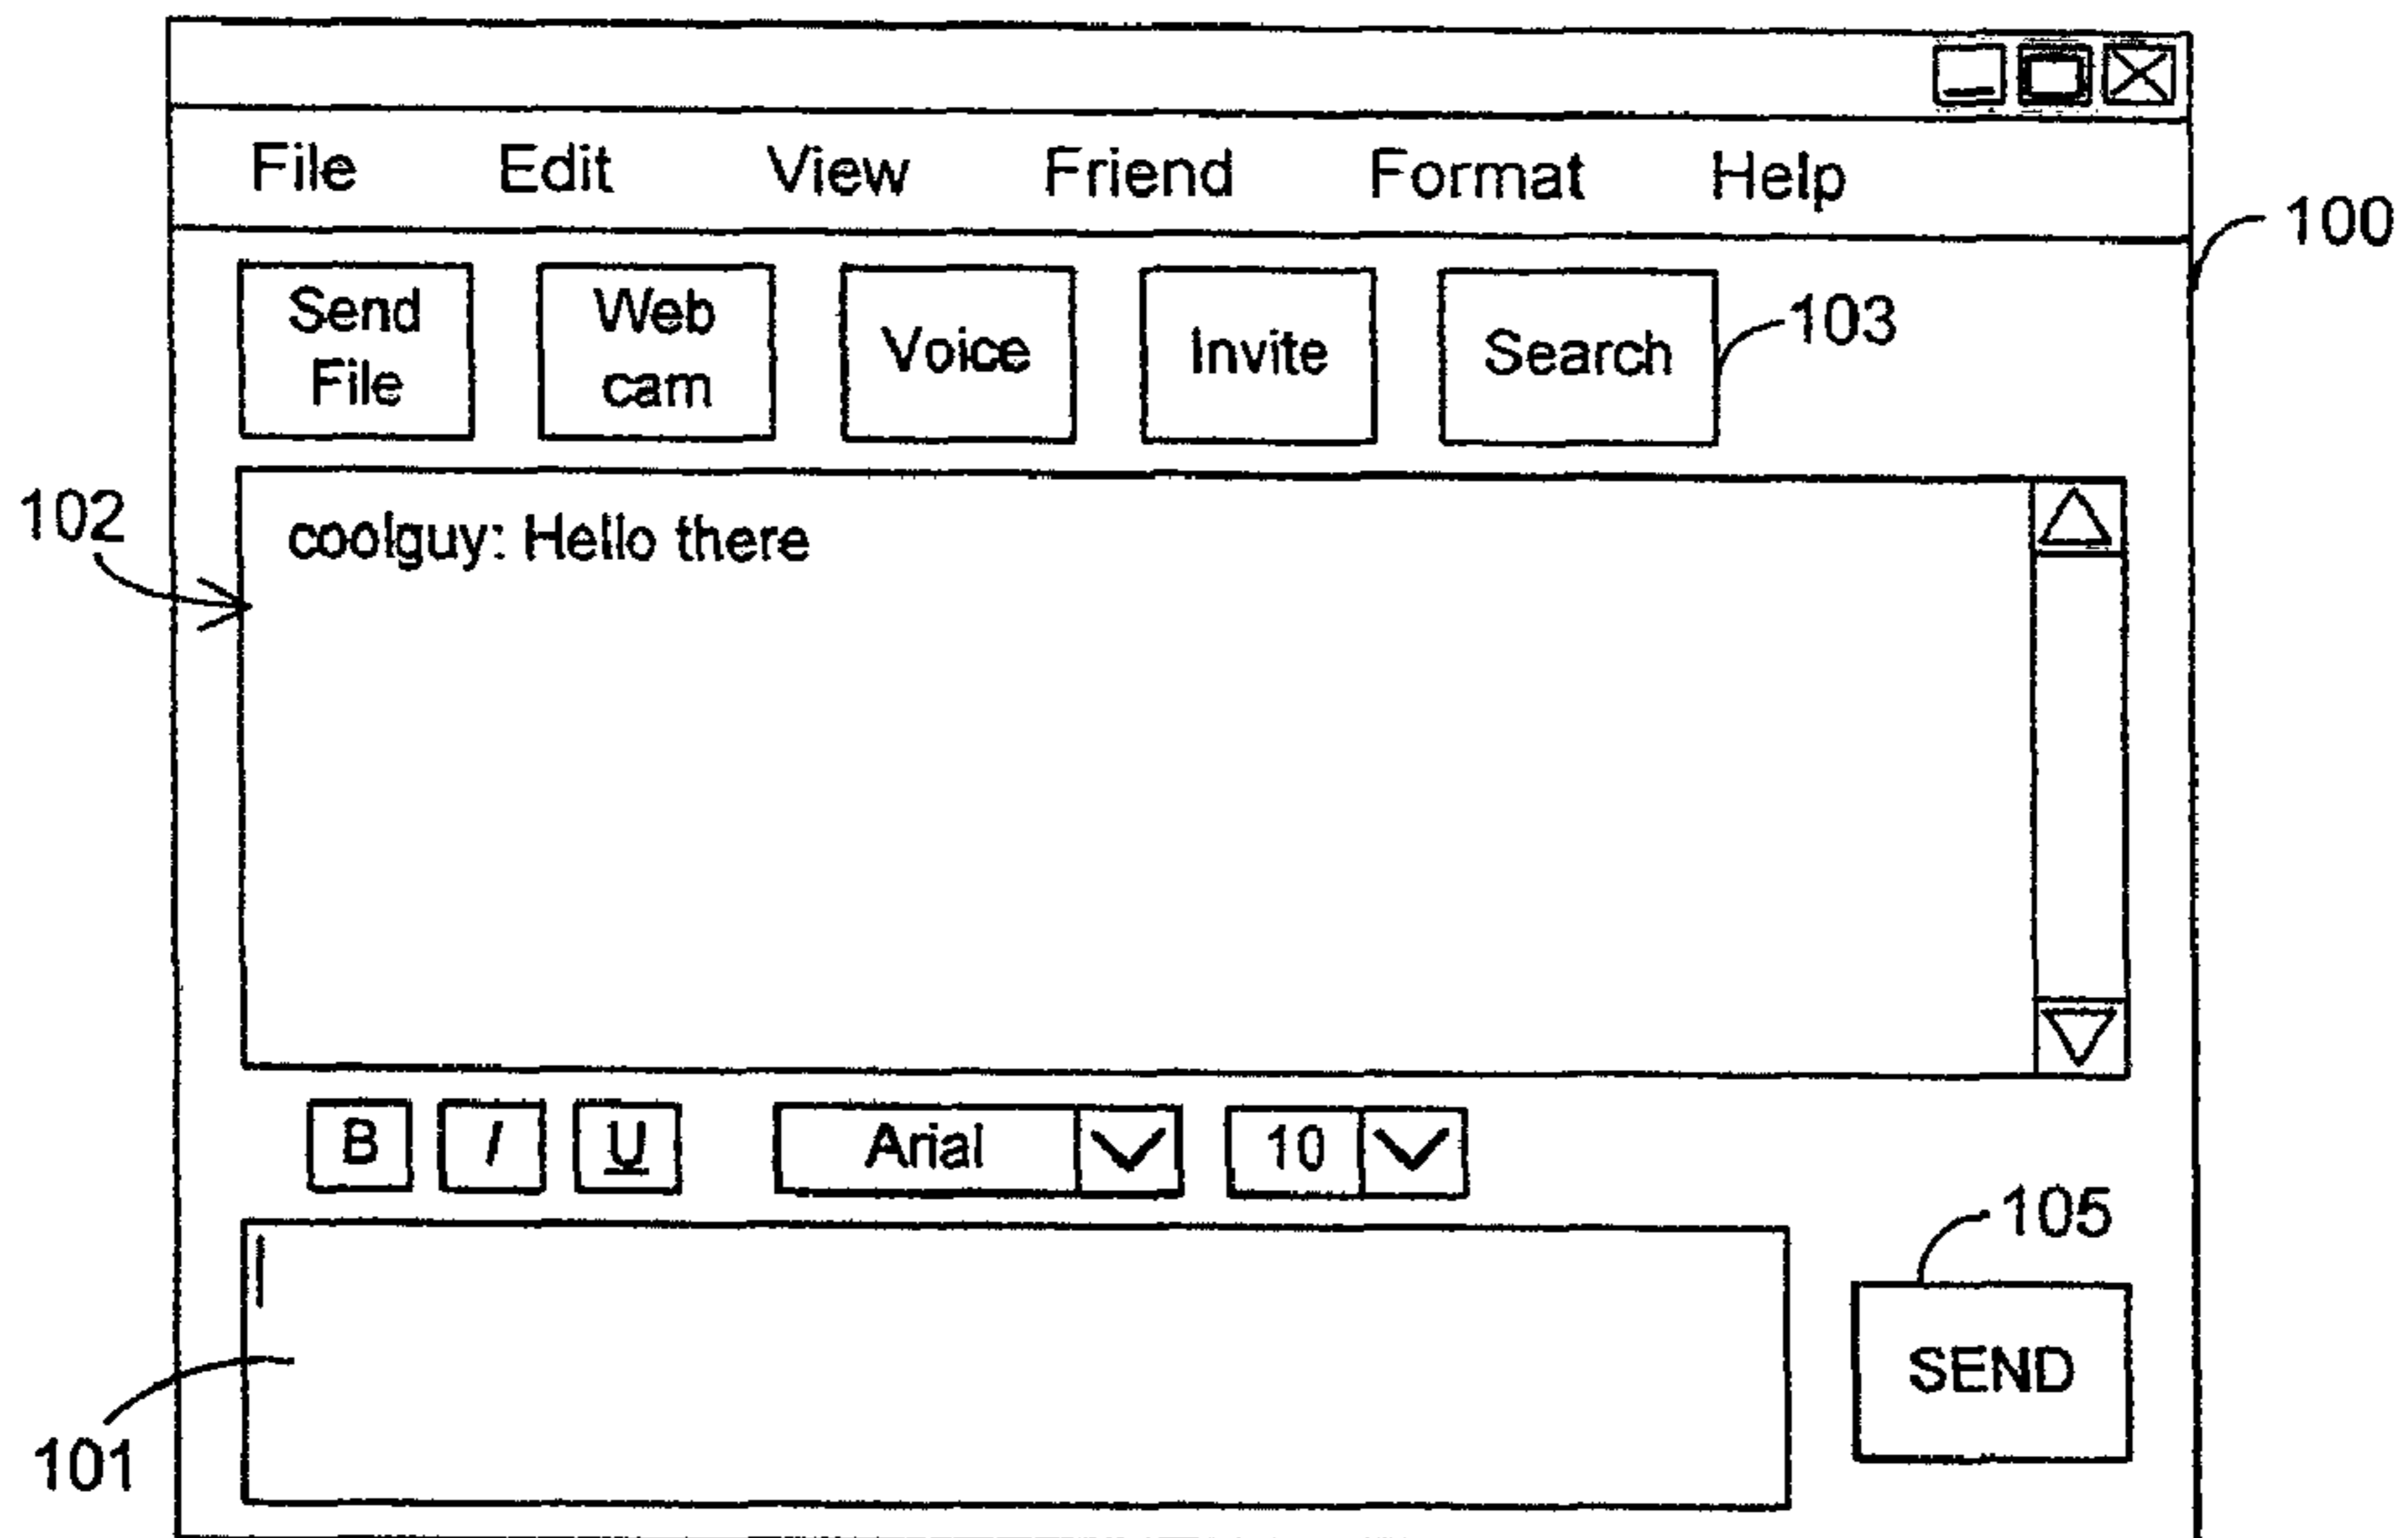 File Edit View Friend Format Help
100
Send File
Web cam
Voice
Invite
Search
103
102
coolguy: Hello there
B I U Arial 10
105
SEND
101